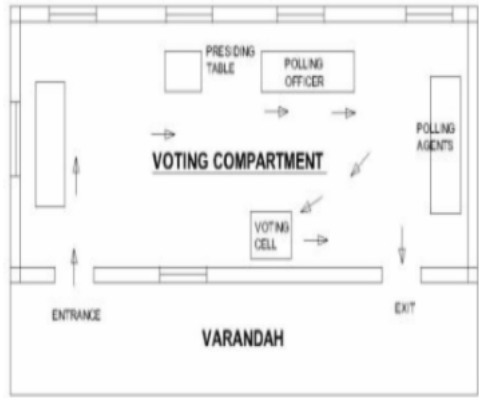 PRESIDING
TABLE
POLLING
OFFICER
POLLING
AGENTS
VOTING COMPARTMENT
VOTING
CELL
ENTRANCE
EXIT
VARANDAH